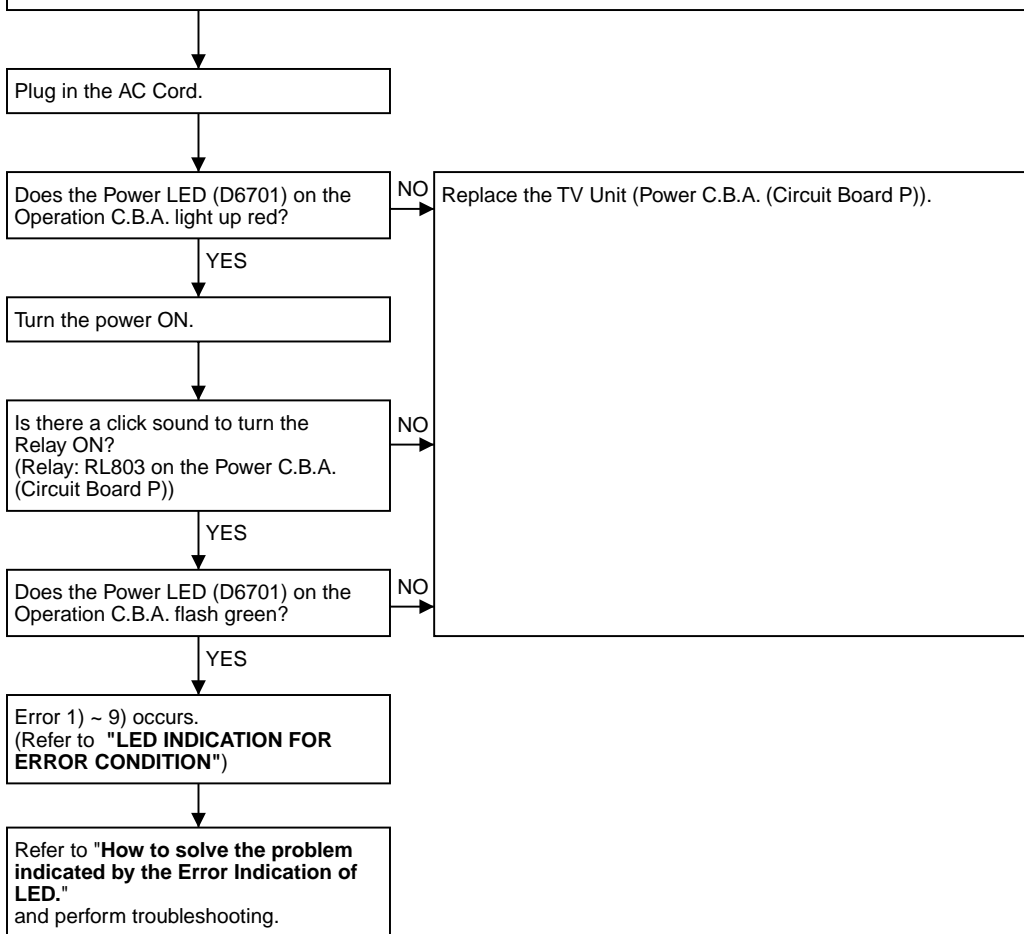 Plug in the AC Cord.
Does the Power LED (D6701) on the
Operation C.B.A. light up red?
NO
Replace the TV Unit (Power C.B.A. (Circuit Board P)).
YES
Turn the power ON.
Is there a click sound to turn the
Relay ON?
(Relay: RL803 on the Power C.B.A.
(Circuit Board P))
NO
YES
Does the Power LED (D6701) on the
Operation C.B.A. flash green?
NO
YES
Error 1) ~ 9) occurs.
(Refer to "LED INDICATION FOR
ERROR CONDITION")
Refer to "How to solve the problem
indicated by the Error Indication of
LED."
and perform troubleshooting.